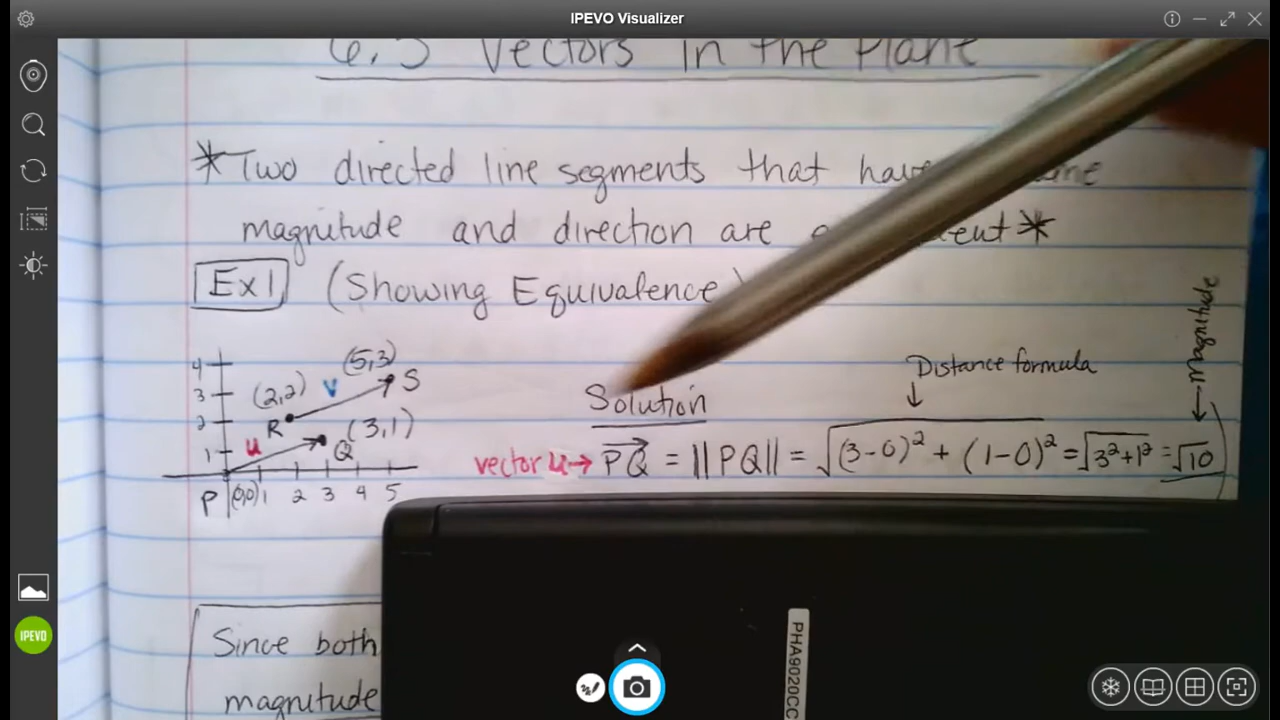 IPEVO Visualizer
6.3 Vectors in the Plane
*Two directed line segments that
magnitude and direction are
Ex1 (Showing Equivalence)
4
3
2
1
(5,3)
S
(2,2)
v
R
(3,1)
u
Q
P (0,0) 1 2 3 4 5
Solution
Distance formula
magnitude
vector u→ PQ = ||PQ|| = √(3-0)² + (1-0)² = √3²+1² = √10
Since both
magnitude
PHA9020CC
IPEVO